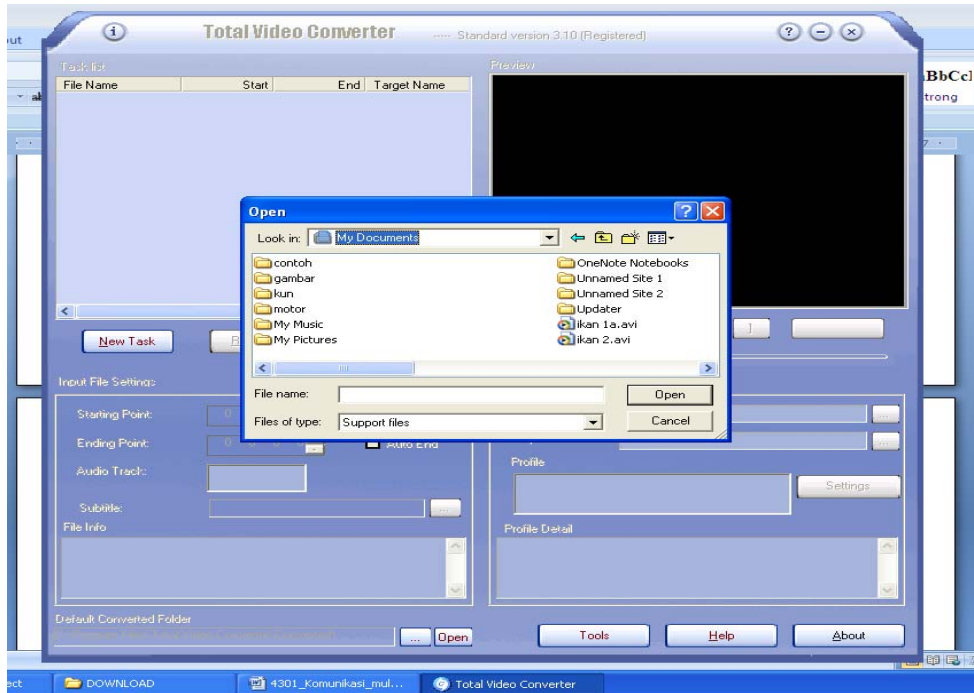 out
Total Video Converter ----- Standard version 3.10 (Registered)
Task list
Preview
File Name Start End Target Name
BbCcI
trong
Open
Look in: My Documents
contoh
gambar
kun
motor
My Music
My Pictures
OneNote Notebooks
Unnamed Site 1
Unnamed Site 2
Updater
ikan 1a.avi
ikan 2.avi
File name: Open
Files of type: Support files Cancel
New Task
Input File Settings
Starting Point:
Ending Point: Auto End
Audio Track:
Subtitle: ...
File Info
Profile
Settings
Profile Detail
Default Converted Folder
... Open
Tools Help About
ect DOWNLOAD 4301_Komunikasi_mul... Total Video Converter